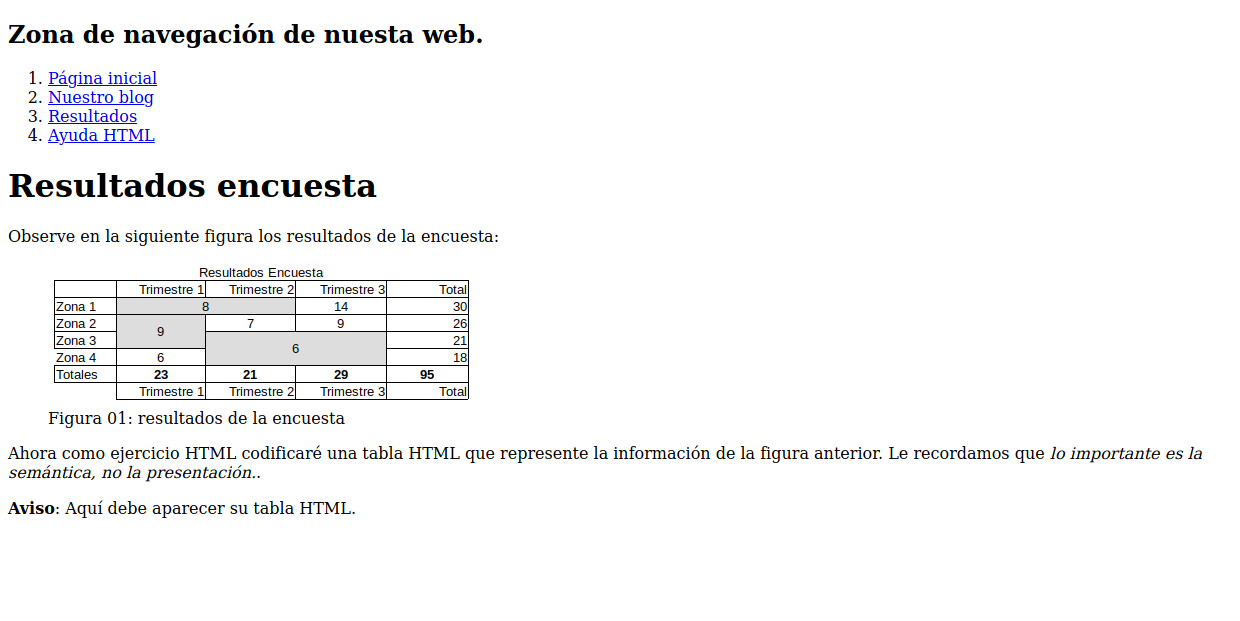 Zona de navegación de nuesta web.
1. Página inicial
2. Nuestro blog
3. Resultados
4. Ayuda HTML
Resultados encuesta
Observe en la siguiente figura los resultados de la encuesta:
Resultados Encuesta
Trimestre 1 Trimestre 2 Trimestre 3 Total
Zona 1 8 14 30
Zona 2 9 7 9 26
Zona 3 6 21
Zona 4 6 18
Totales 23 21 29 95
Trimestre 1 Trimestre 2 Trimestre 3 Total
Figura 01: resultados de la encuesta
Ahora como ejercicio HTML codificaré una tabla HTML que represente la información de la figura anterior. Le recordamos que lo importante es la
semántica, no la presentación..
Aviso: Aquí debe aparecer su tabla HTML.